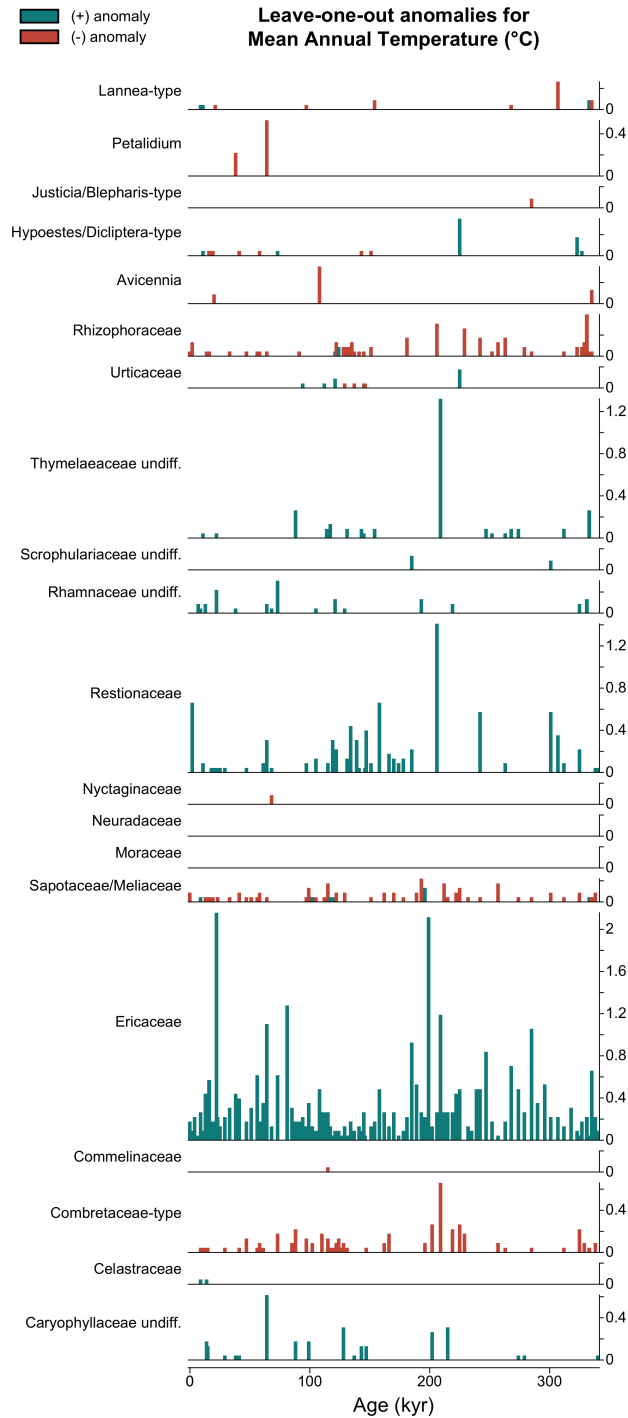 (+) anomaly
(-) anomaly
Leave-one-out anomalies for
Mean Annual Temperature (°C)
Lannea-type
0
Petalidium
0.4
0
Justicia/Blepharis-type
0
Hypoestes/Dicliptera-type
0
Avicennia
0
Rhizophoraceae
0
Urticaceae
0
Thymelaeaceae undiff.
1.2
0.8
0.4
0
Scrophulariaceae undiff.
0
Rhamnaceae undiff.
0
Restionaceae
1.2
0.8
0.4
0
Nyctaginaceae
0
Neuradaceae
0
Moraceae
0
Sapotaceae/Meliaceae
0
Ericaceae
2
1.6
1.2
0.8
0.4
0
Commelinaceae
0
Combretaceae-type
0.4
0
Celastraceae
0
Caryophyllaceae undiff.
0.4
0
0 100 200 300
Age (kyr)